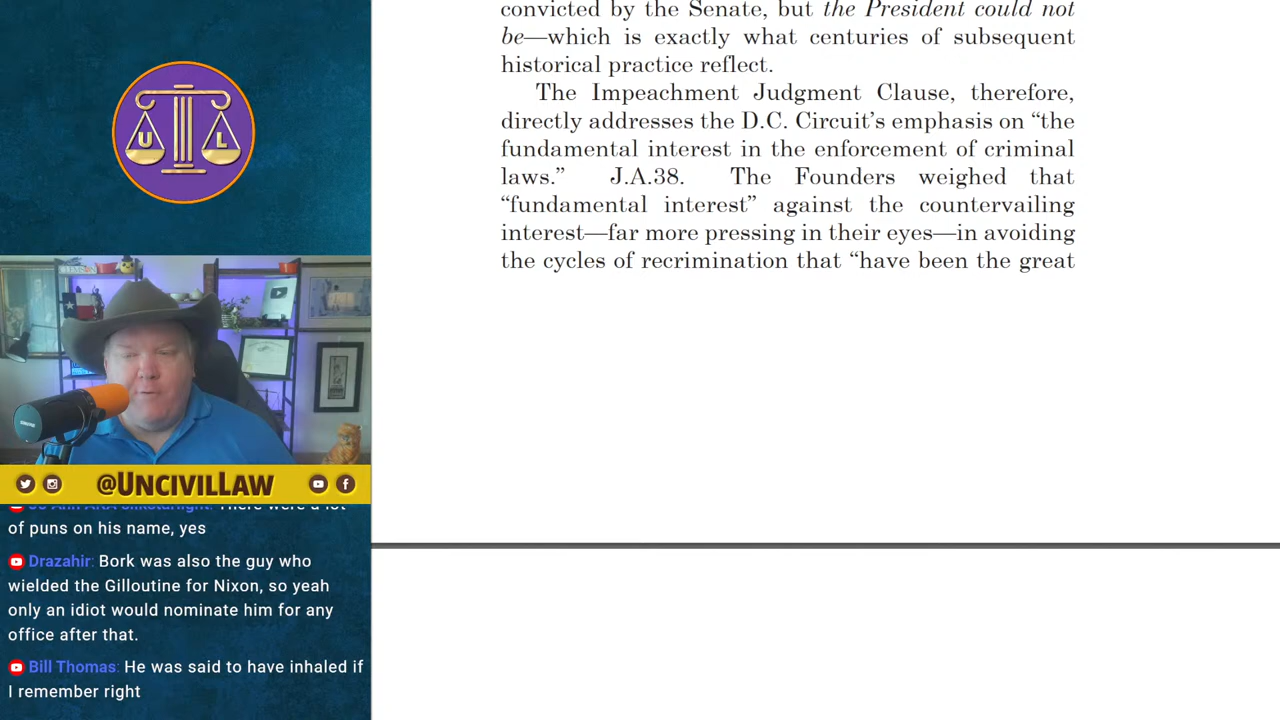 convicted by the Senate, but the President could not
be—which is exactly what centuries of subsequent
historical practice reflect.
The Impeachment Judgment Clause, therefore,
directly addresses the D.C. Circuit’s emphasis on “the
fundamental interest in the enforcement of criminal
laws.” J.A.38. The Founders weighed that
“fundamental interest” against the countervailing
interest—far more pressing in their eyes—in avoiding
the cycles of recrimination that “have been the great
U L
@UNCIVILLAW
There were a lot
of puns on his name, yes
Drazahir: Bork was also the guy who
wielded the Gilloutine for Nixon, so yeah
only an idiot would nominate him for any
office after that.
Bill Thomas: He was said to have inhaled if
I remember right